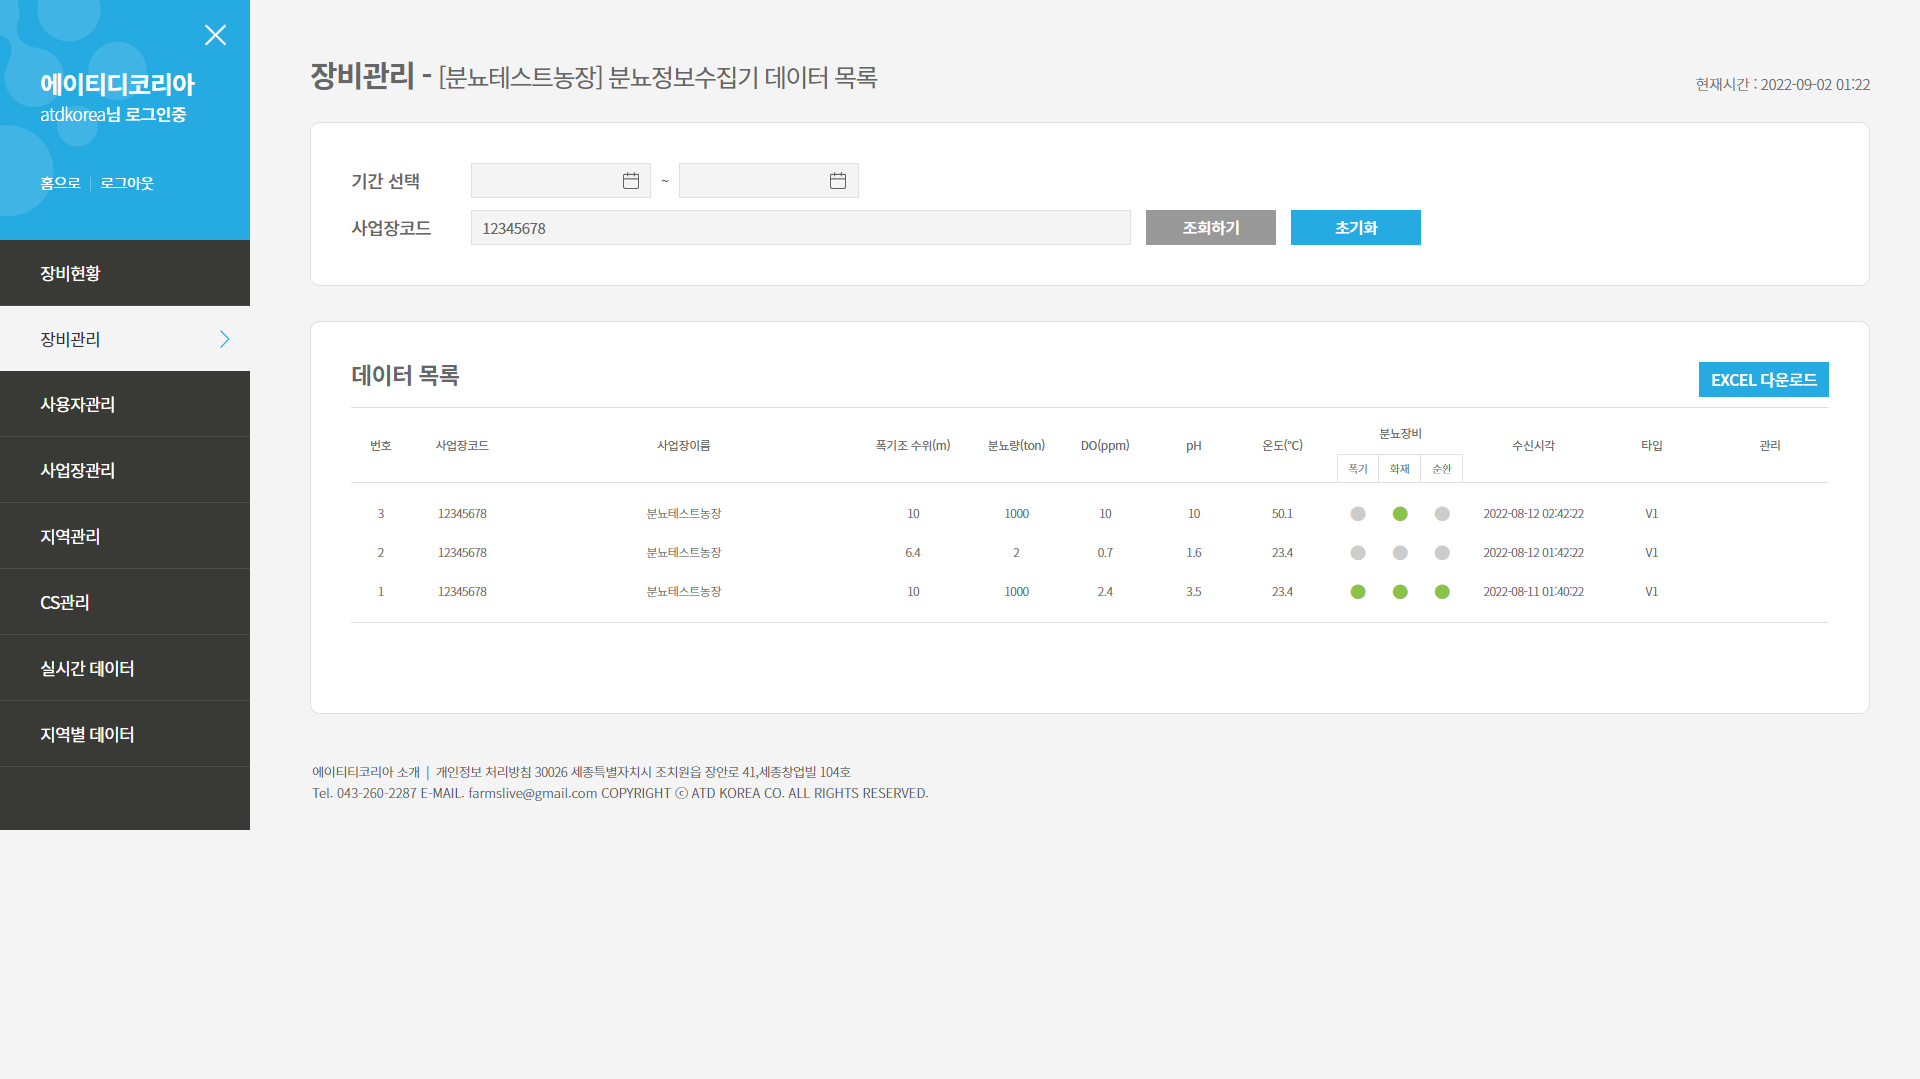 에이티디코리아
atdkorea님 로그인중
홈으로 | 로그아웃
장비현황
장비관리
사용자관리
사업장관리
지역관리
CS관리
실시간 데이터
지역별 데이터
장비관리 - [분뇨테스트농장] 분뇨정보수집기 데이터 목록
현재시간 : 2022-09-02 01:22
기간 선택 ~
사업장코드 12345678 조회하기 초기화
데이터 목록
EXCEL 다운로드
번호 사업장코드 사업장이름 폭기조 수위(m) 분뇨량(ton) DO(ppm) pH 온도(℃) 분뇨장비 수신시각 타입 관리
폭기 화재 순환
3 12345678 분뇨테스트농장 10 1000 10 10 50.1 2022-08-12 02:42:22 V1
2 12345678 분뇨테스트농장 6.4 2 0.7 1.6 23.4 2022-08-12 01:42:22 V1
1 12345678 분뇨테스트농장 10 1000 2.4 3.5 23.4 2022-08-11 01:40:22 V1
에이티티코리아 소개 | 개인정보 처리방침 30026 세종특별자치시 조치원읍 장안로 41,세종창업빌 104호
Tel. 043-260-2287 E-MAIL. farmslive@gmail.com COPYRIGHT ⓒ ATD KOREA CO. ALL RIGHTS RESERVED.